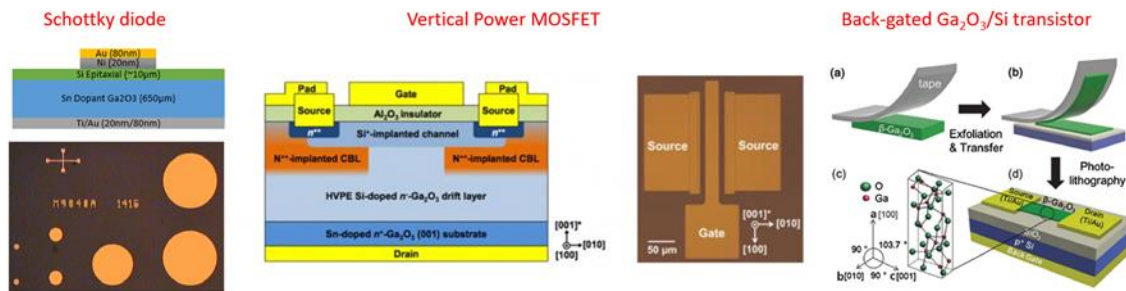 Schottky diode
Au (80nm)
Ni (20nm)
Si Epitaxial (~10μm)
Sn Dopant Ga2O3 (650μm)
Ti/Au (20nm/80nm)
Vertical Power MOSFET
Pad
Gate
Pad
Source
Source
Al₂O₃ insulator
n⁺⁺
Si⁺-implanted channel
n⁺⁺
N⁺⁺-implanted CBL
N⁺⁺-implanted CBL
HVPE Si-doped n⁻-Ga₂O₃ drift layer
Sn-doped n⁺-Ga₂O₃ (001) substrate
Drain
[001]*
[010]
[100]
Source
Source
Gate
50 μm
[001]*
[010]
[100]
Back-gated Ga₂O₃/Si transistor
(a)
(b)
tape
β-Ga₂O₃
Exfoliation
& Transfer
Photo-
lithography
(c)
O
Ga
a[100]
90 °
103.7 °
90 °
b[010]
c[001]
(d)
Source
(Ti/Au)
β-Ga₂O₃
Drain
(Ti/Au)
SiO₂
p⁺ Si
Back Gate